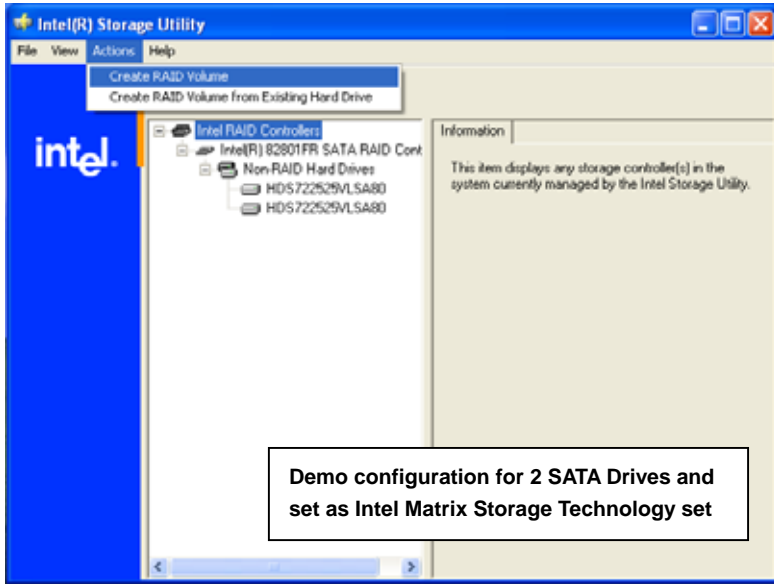 Intel(R) Storage Utility
File View Actions Help
Create RAID Volume
Create RAID Volume from Existing Hard Drive
intel.
Intel RAID Controllers
Intel(R) 82801FR SATA RAID Cont
Non-RAID Hard Drives
HDS722525VLSA80
HDS722525VLSA80
Information
This item displays any storage controller(s) in the
system currently managed by the Intel Storage Utility.
Demo configuration for 2 SATA Drives and
set as Intel Matrix Storage Technology set